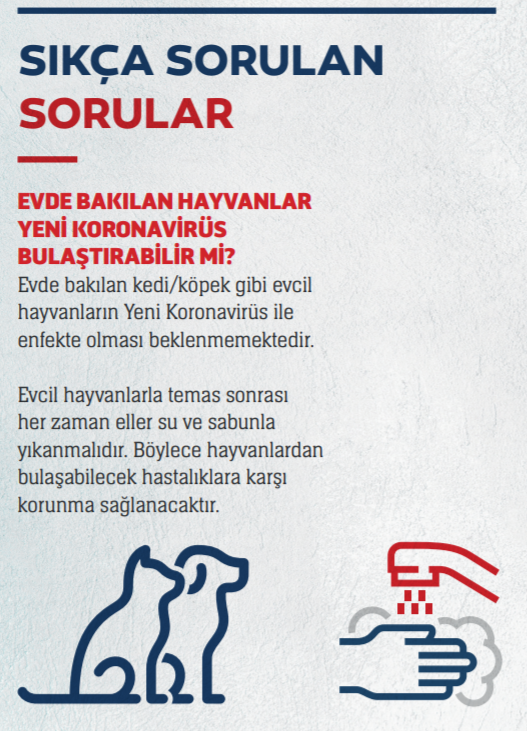 SIKÇA SORULAN
SORULAR
EVDE BAKILAN HAYVANLAR
YENİ KORONAVİRÜS
BULAŞTIRABİLİR Mİ?
Evde bakılan kedi/köpek gibi evcil
hayvanların Yeni Koronavirüs ile
enfekte olması beklenmemektedir.
Evcil hayvanlarla temas sonrası
her zaman eller su ve sabunla
yıkanmalıdır. Böylece hayvanlardan
bulaşabilecek hastalıklara karşı
korunma sağlanacaktır.